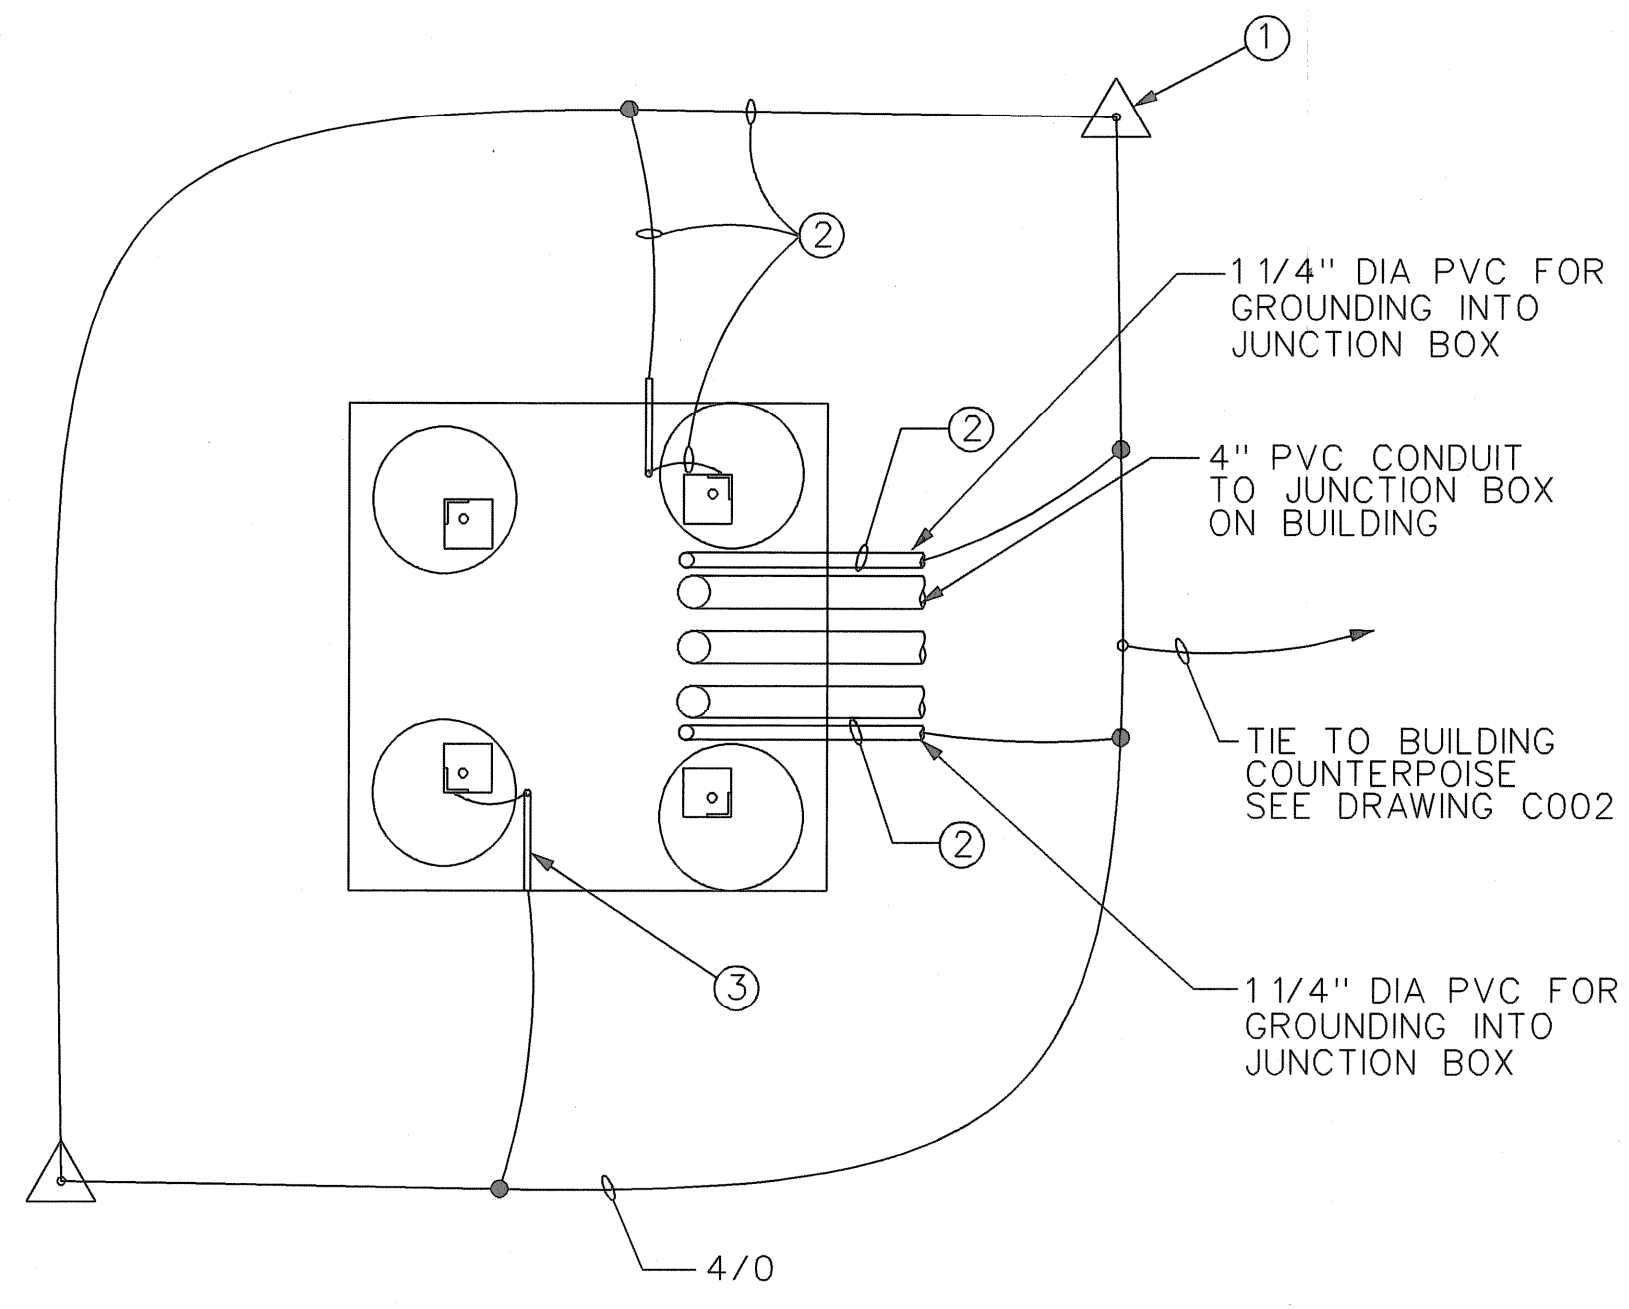 1
2
1 1/4" DIA PVC FOR
GROUNDING INTO
JUNCTION BOX
2
4" PVC CONDUIT
TO JUNCTION BOX
ON BUILDING
TIE TO BUILDING
COUNTERPOISE
SEE DRAWING C002
2
3
1 1/4" DIA PVC FOR
GROUNDING INTO
JUNCTION BOX
4/0